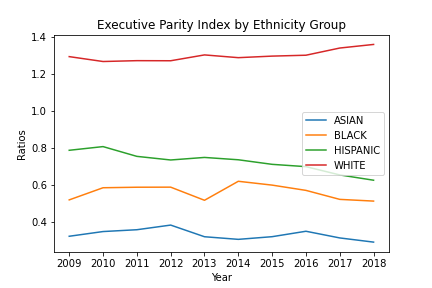 Executive Parity Index by Ethnicity Group
1.4
1.2
1.0
0.8
0.6
0.4
Ratios
ASIAN
BLACK
HISPANIC
WHITE
2009 2010 2011 2012 2013 2014 2015 2016 2017 2018
Year